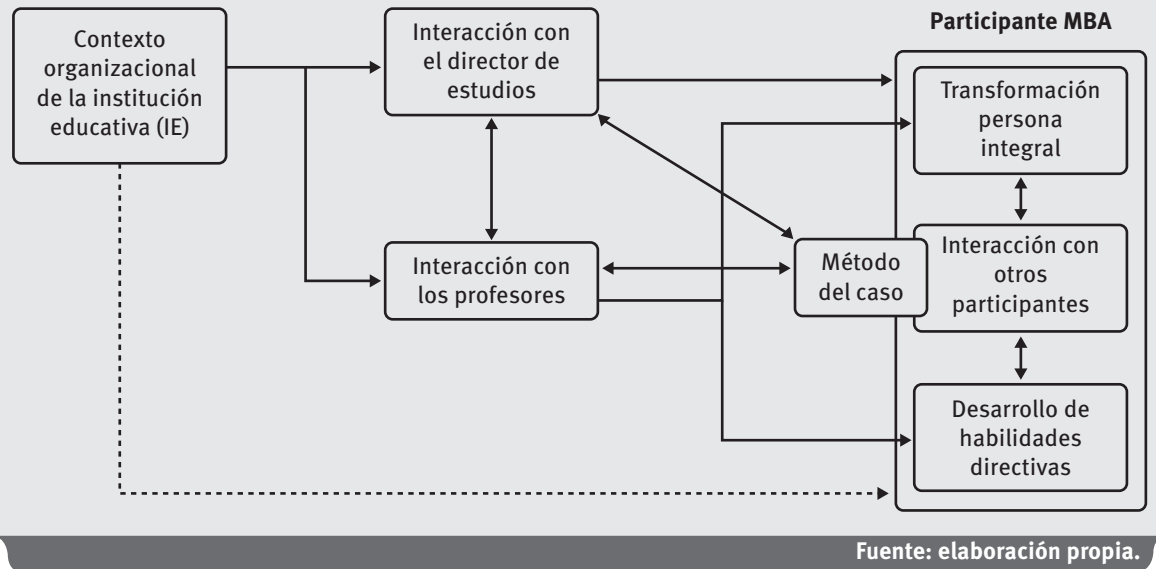 Contexto
organizacional
de la institución
educativa (IE)
Interacción con
el director de
estudios
Interacción con
los profesores
Método
del caso
Participante MBA
Transformación
persona
integral
Interacción con
otros
participantes
Desarrollo de
habilidades
directivas
Fuente: elaboración propia.